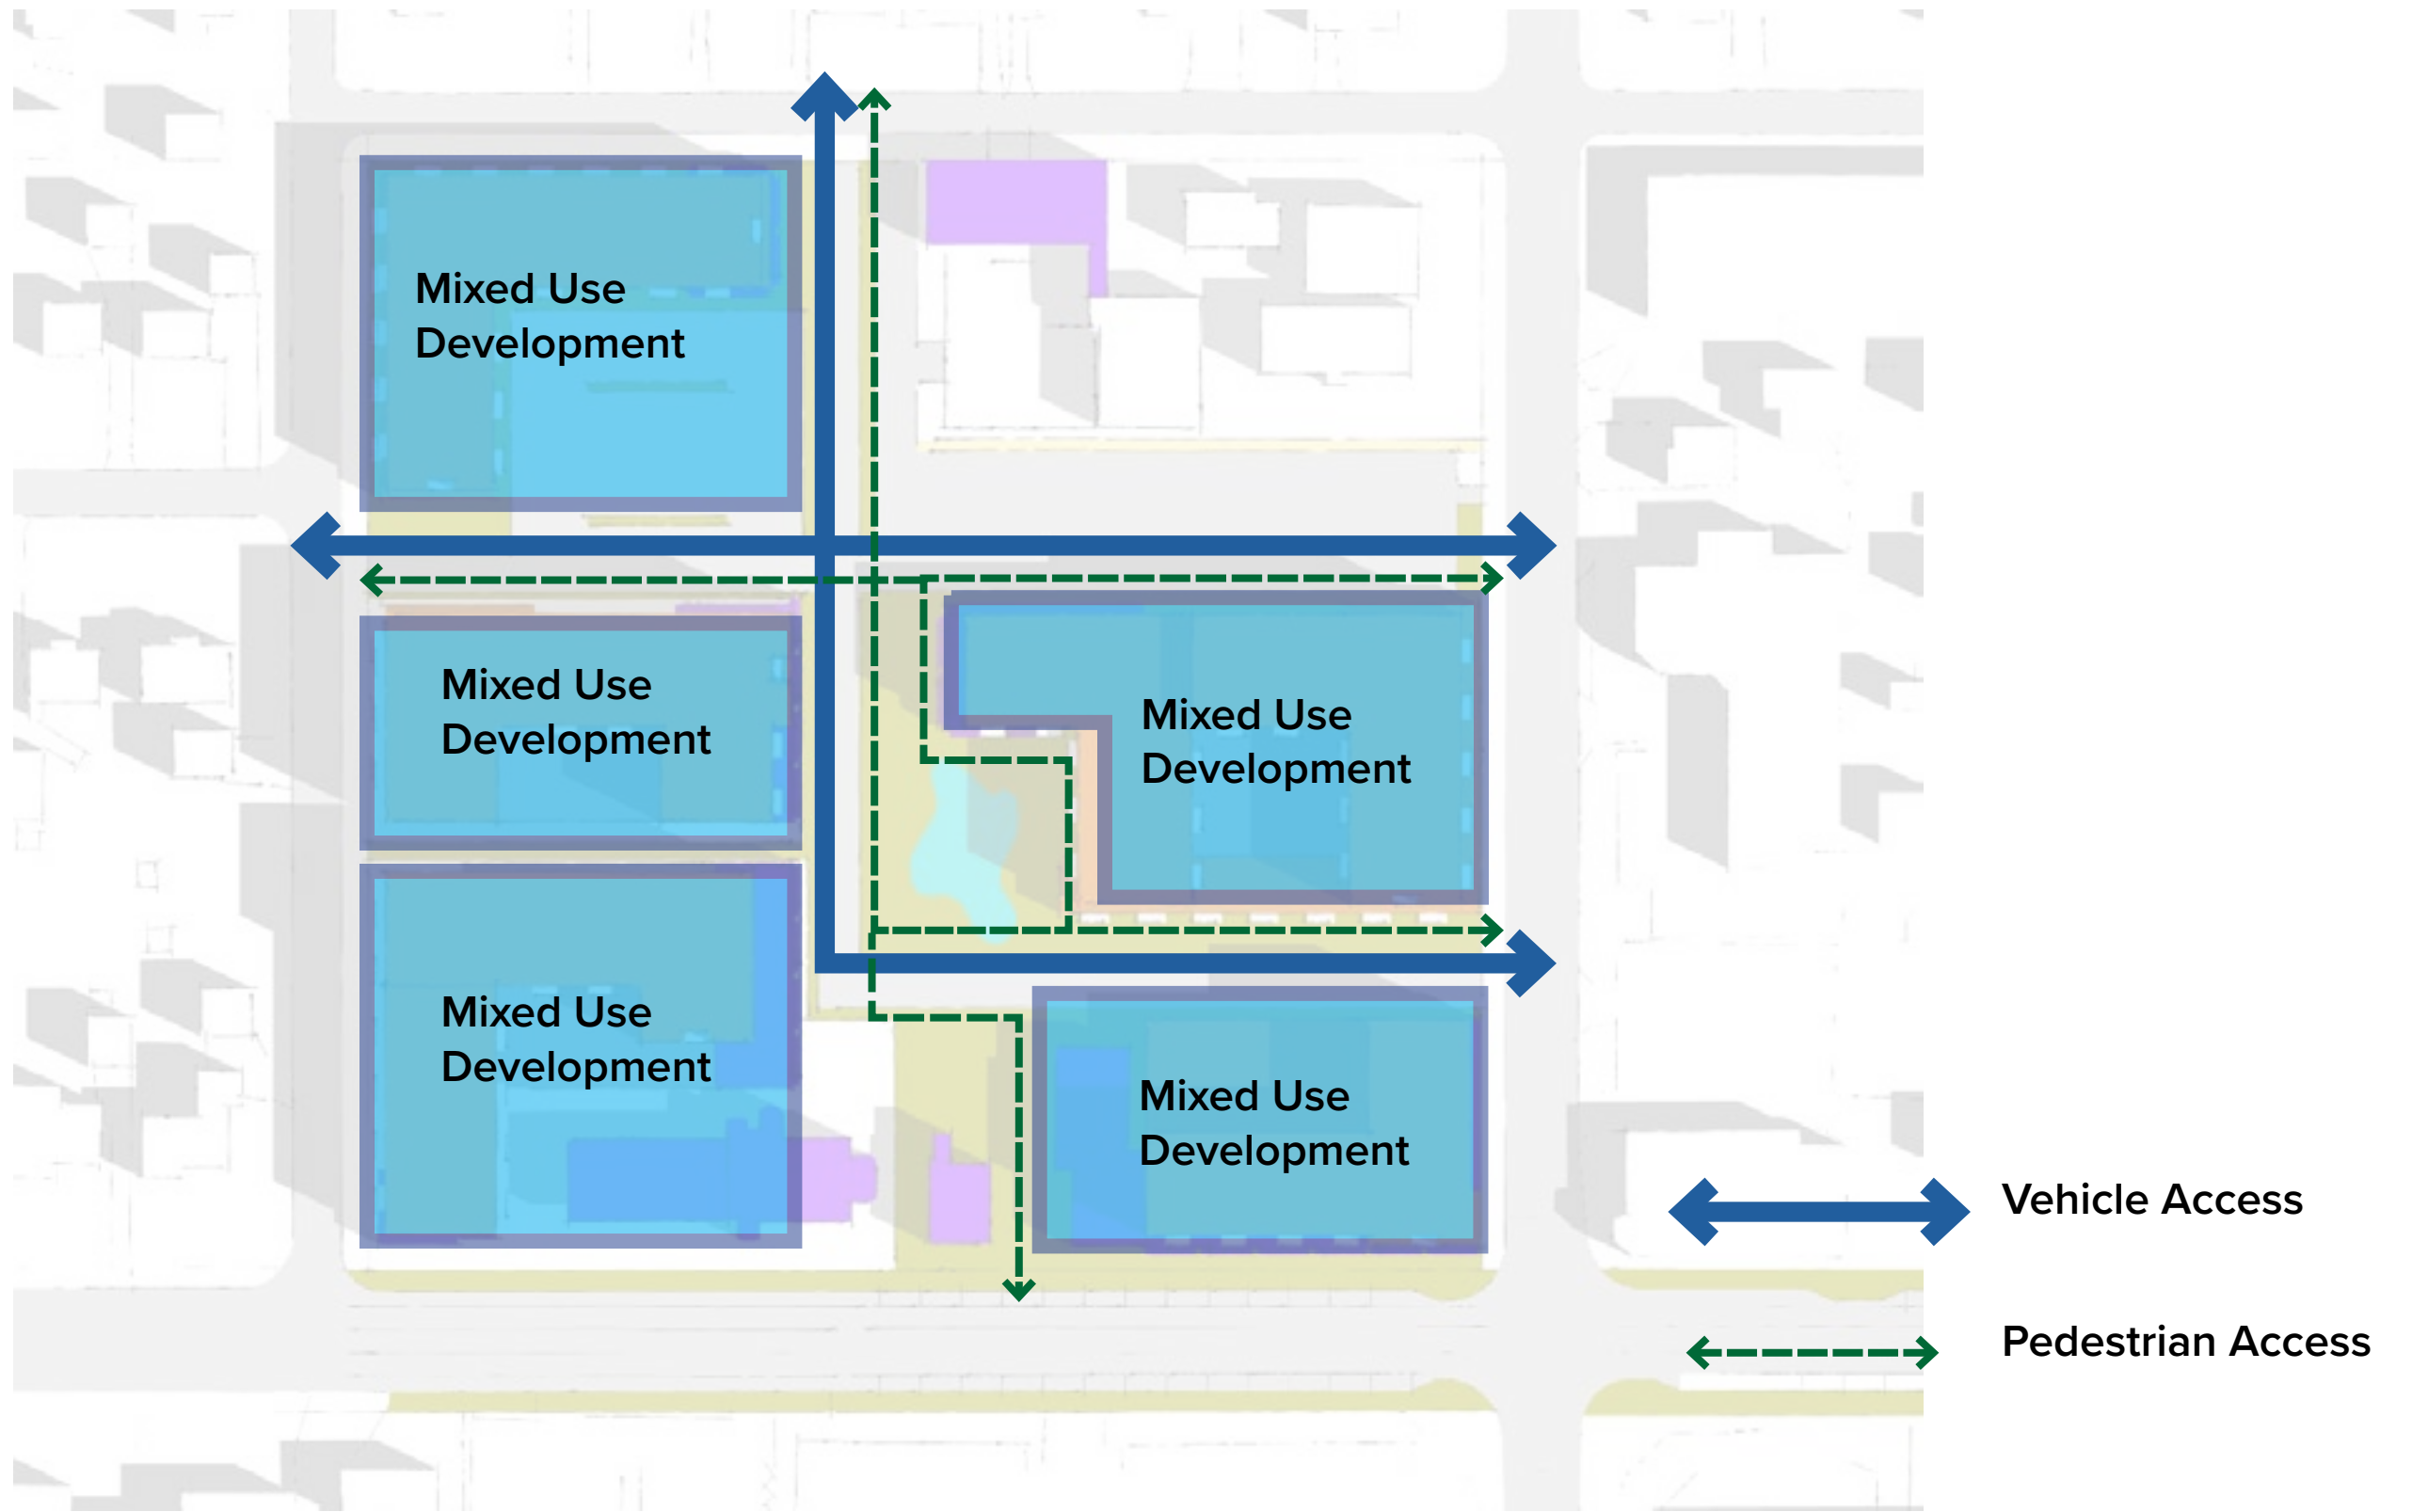 Mixed Use
Development
Mixed Use
Development
Mixed Use
Development
Mixed Use
Development
Mixed Use
Development
Vehicle Access
Pedestrian Access